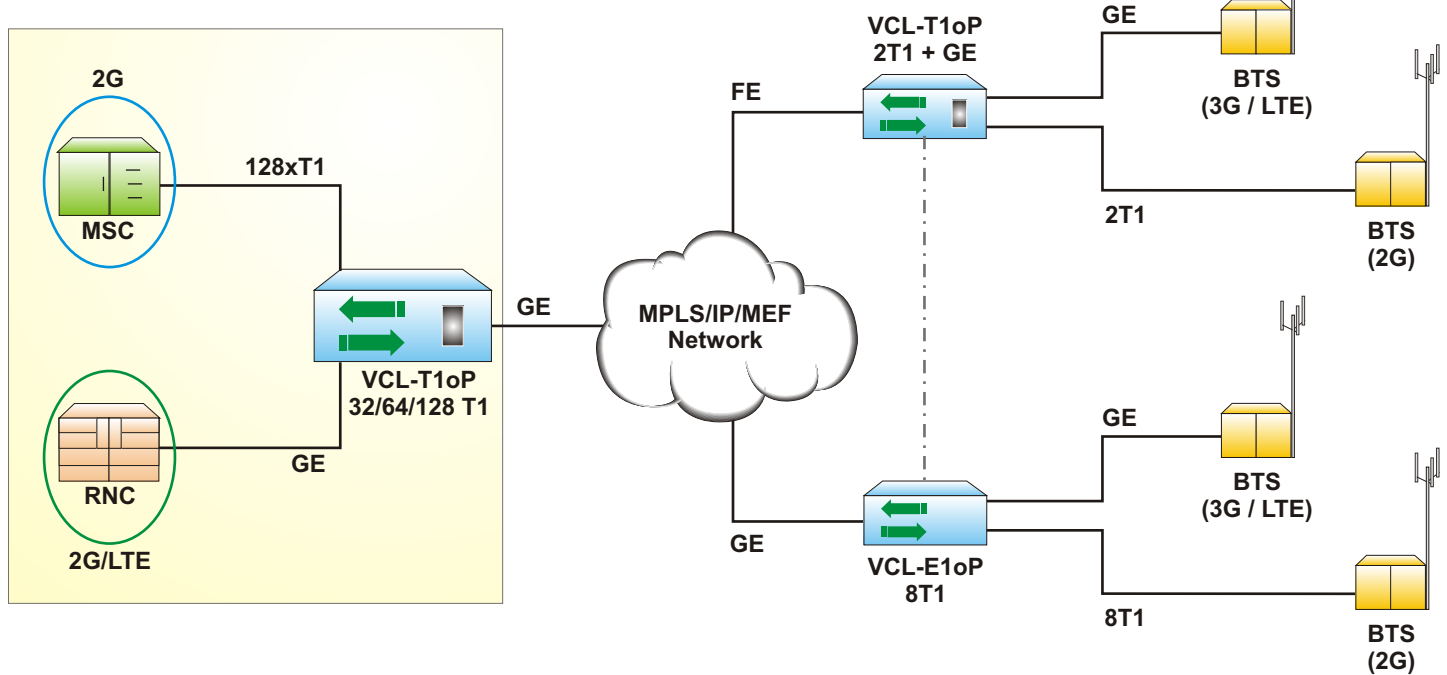 2G
MSC
128xT1
VCL-T1oP
32/64/128 T1
GE
RNC
2G/LTE
GE
MPLS/IP/MEF
Network
FE
VCL-T1oP
2T1 + GE
GE
BTS
(3G / LTE)
2T1
BTS
(2G)
GE
VCL-E1oP
8T1
GE
BTS
(3G / LTE)
8T1
BTS
(2G)